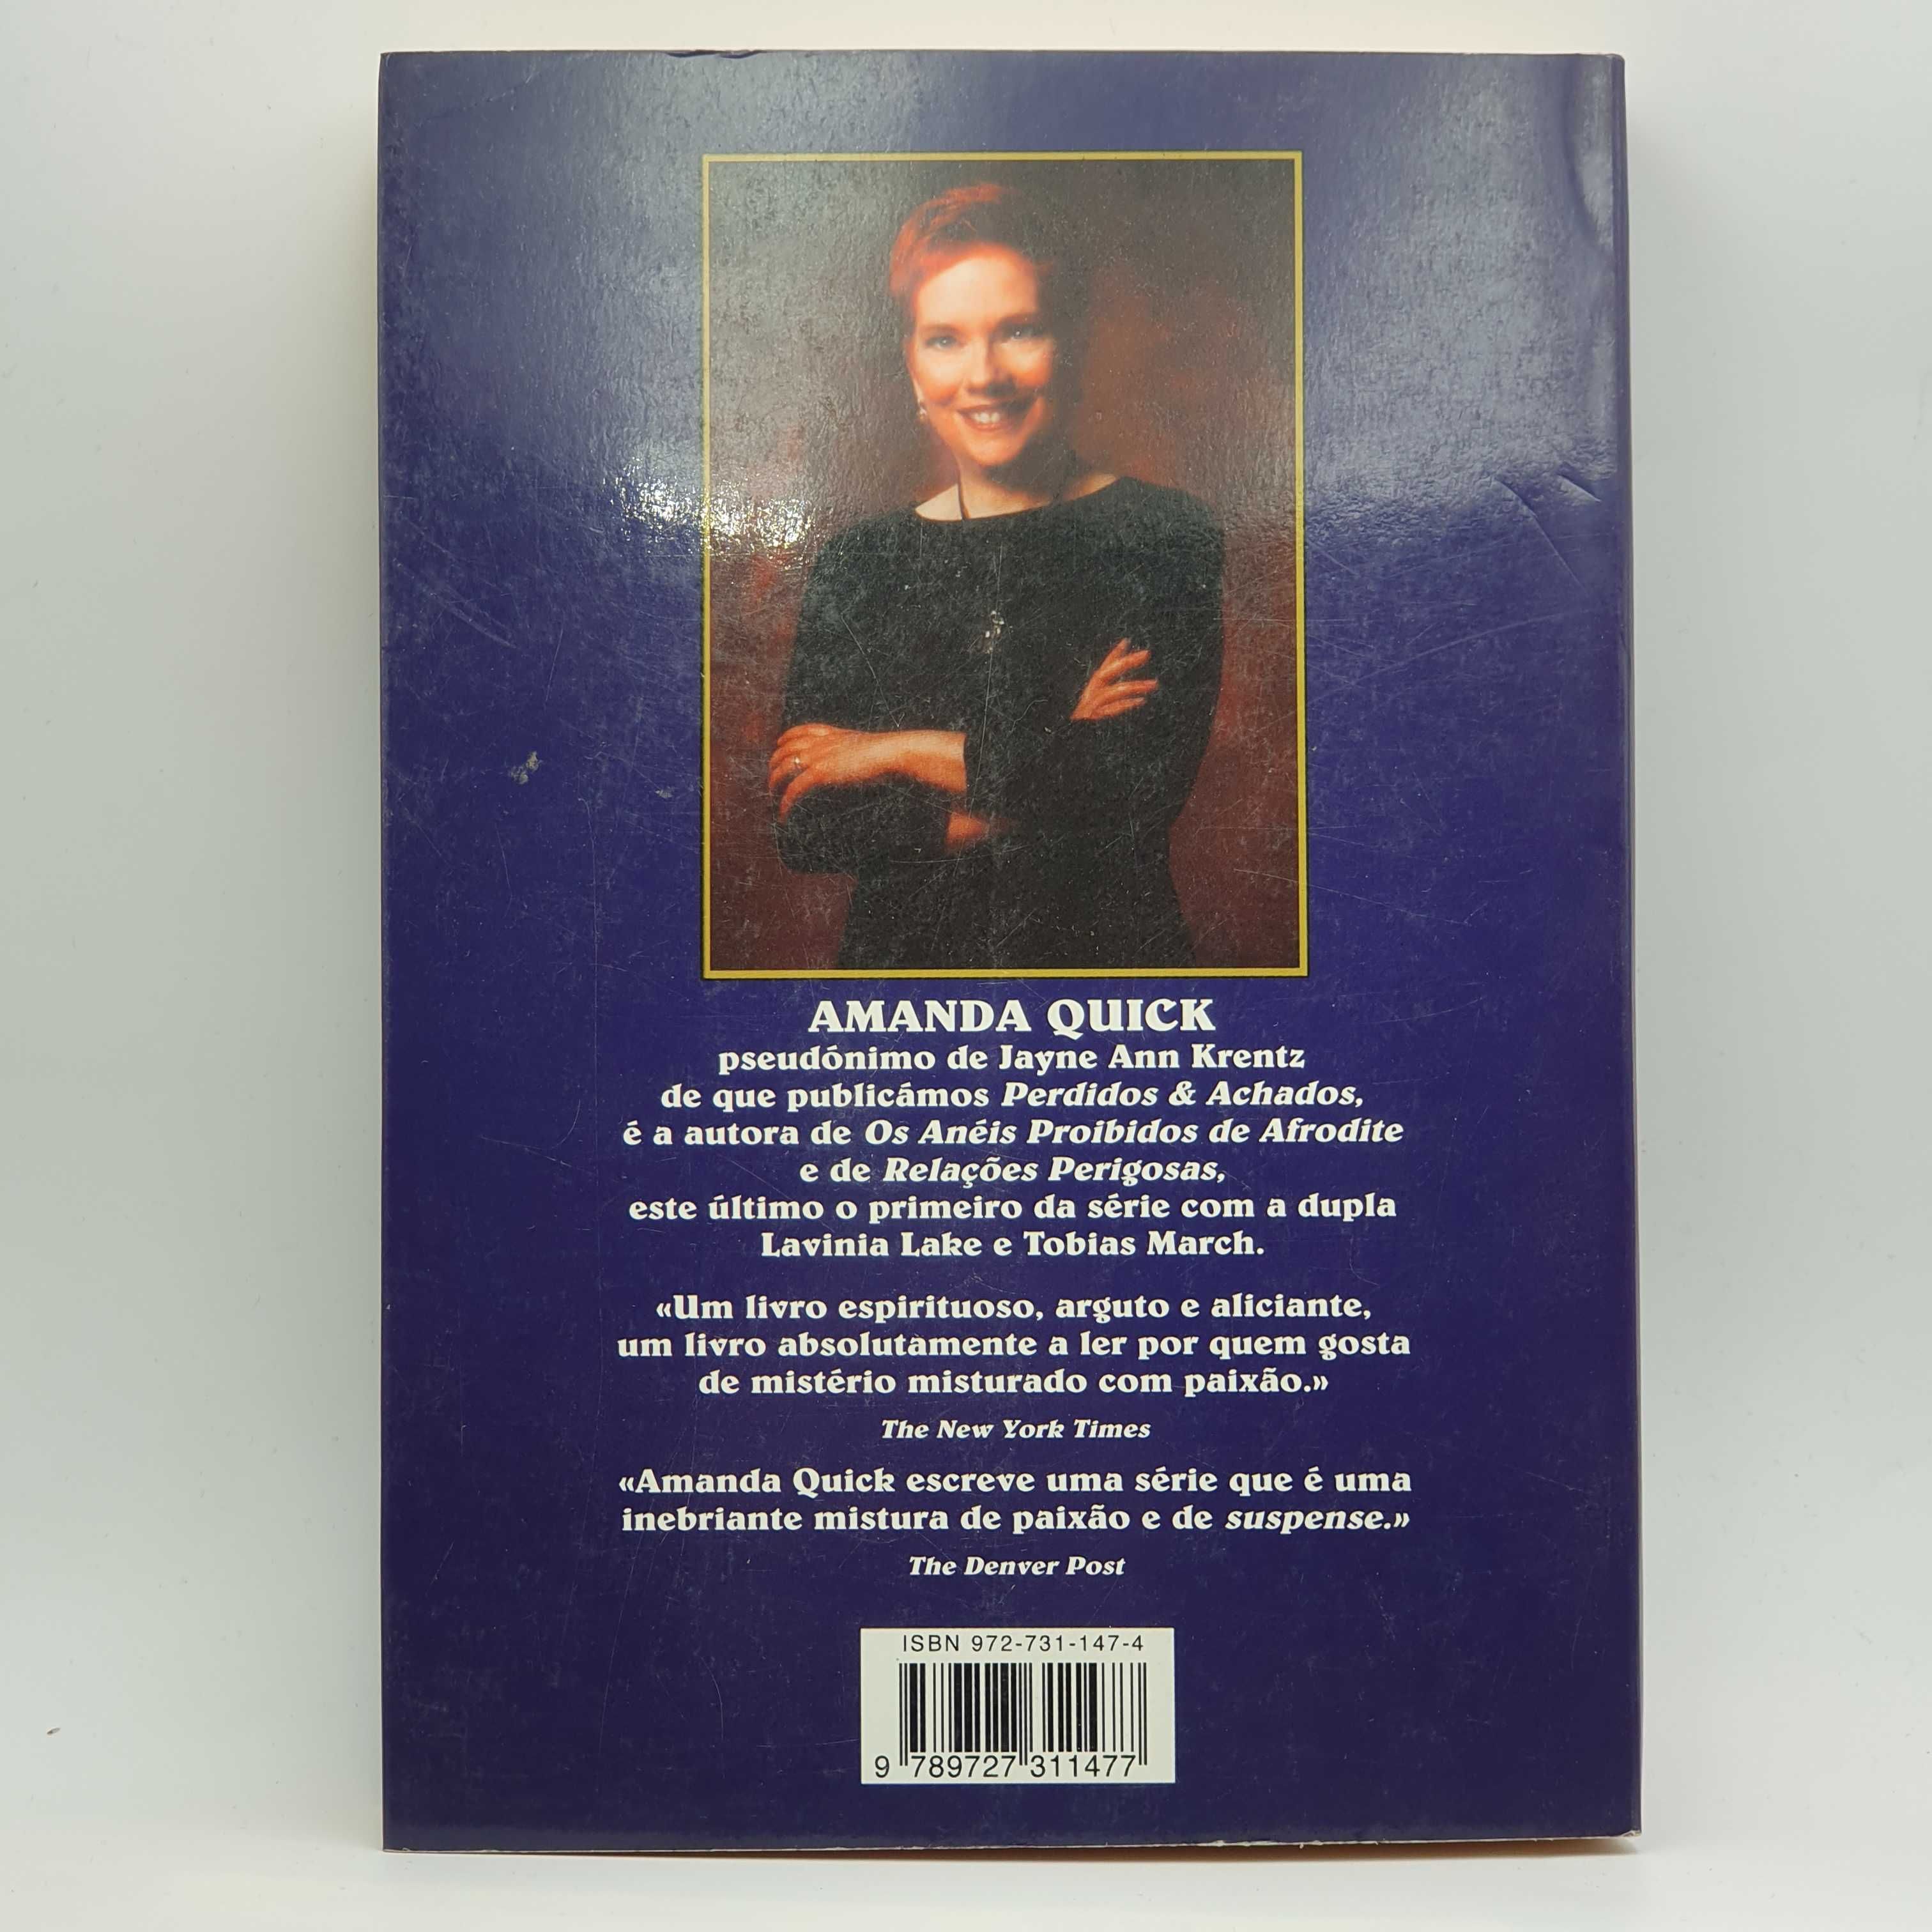 AMANDA QUICK
pseudónimo de Jayne Ann Krentz
de que publicámos Perdidos & Achados,
é a autora de Os Anéis Proibidos de Afrodite
e de Relações Perigosas,
este último o primeiro da série com a dupla
Lavinia Lake e Tobias March.
«Um livro espirituoso, arguto e aliciante,
um livro absolutamente a ler por quem gosta
de mistério misturado com paixão.»
The New York Times
«Amanda Quick escreve uma série que é uma
inebriante mistura de paixão e de suspense.»
The Denver Post
ISBN 972-731-147-4
9 789727 311477